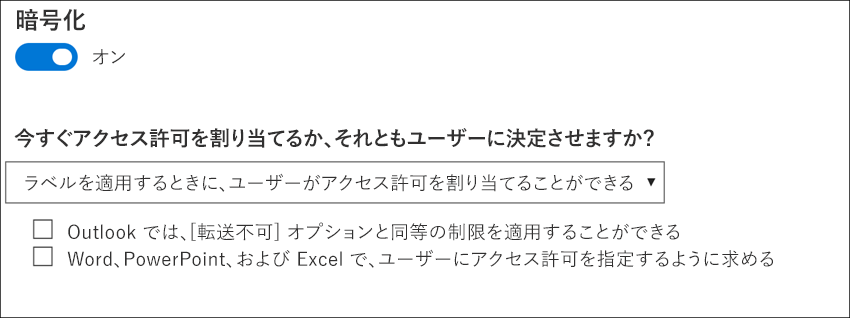 暗号化
オン
今すぐアクセス許可を割り当てるか、それともユーザーに決定させますか?
ラベルを適用するときに、ユーザーがアクセス許可を割り当てることができる ▼
Outlook では、[転送不可] オプションと同等の制限を適用することができる
Word、PowerPoint、および Excel で、ユーザーにアクセス許可を指定するように求める